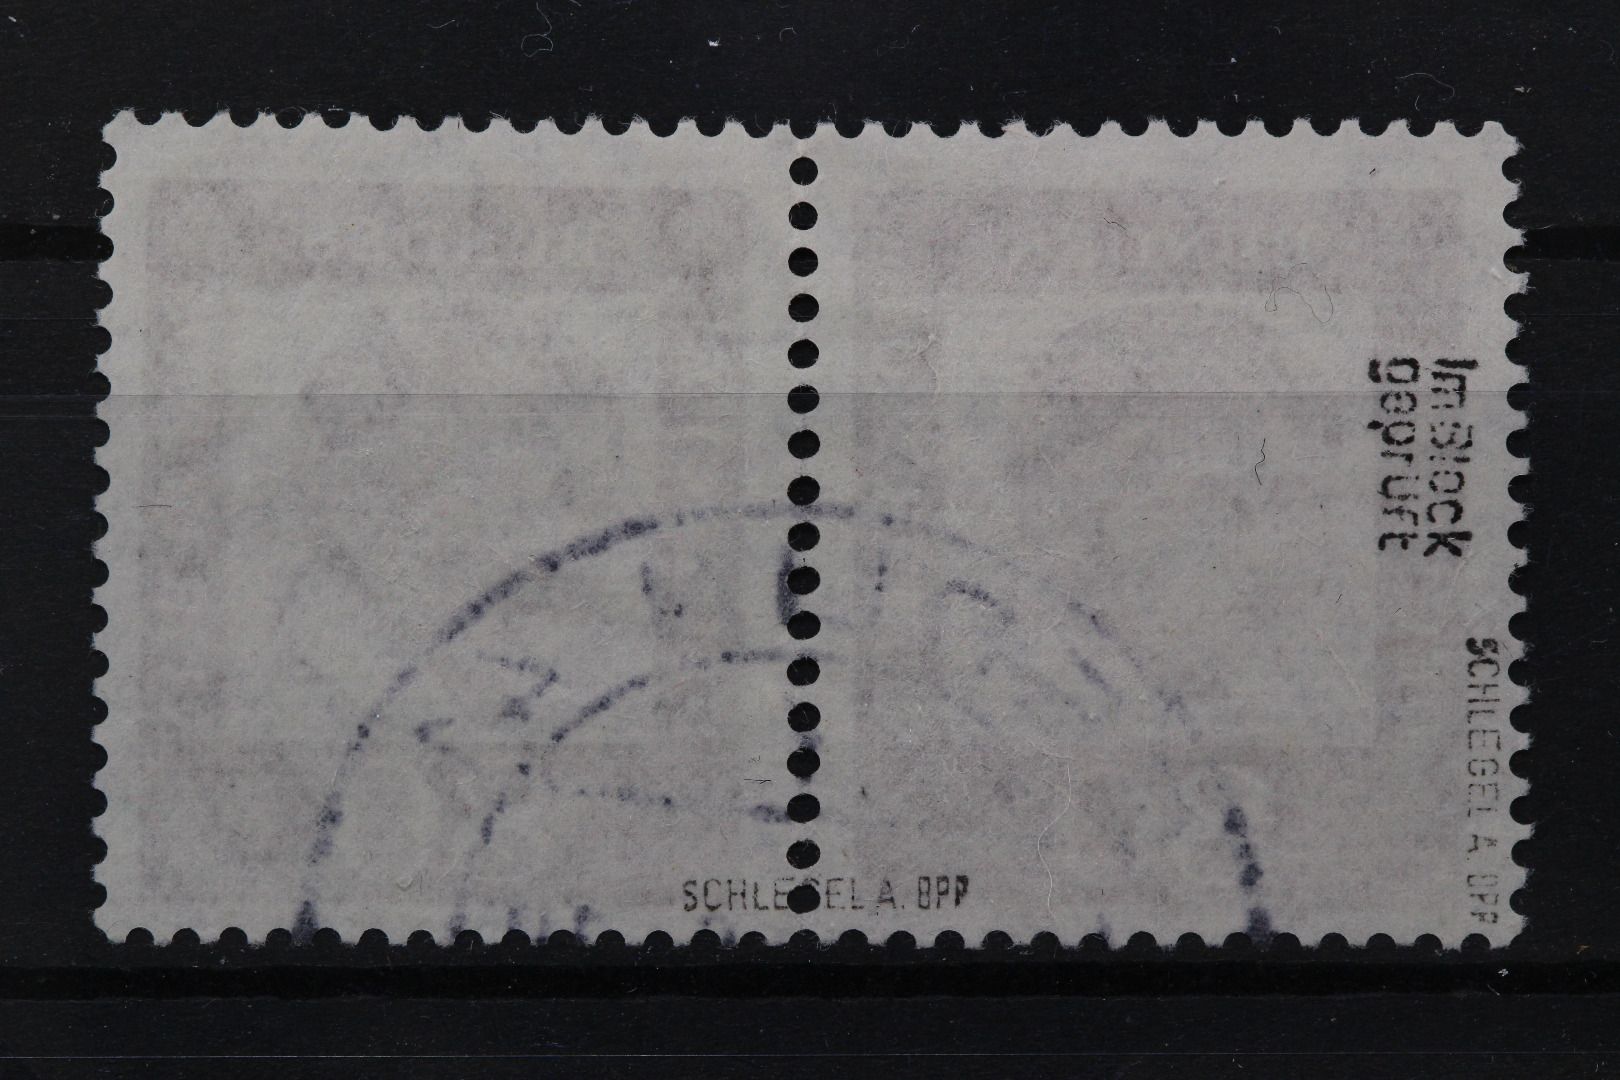 Im Block
geprüft
SCHLEGEL A. BPP
SCHLEGEL A. BPP